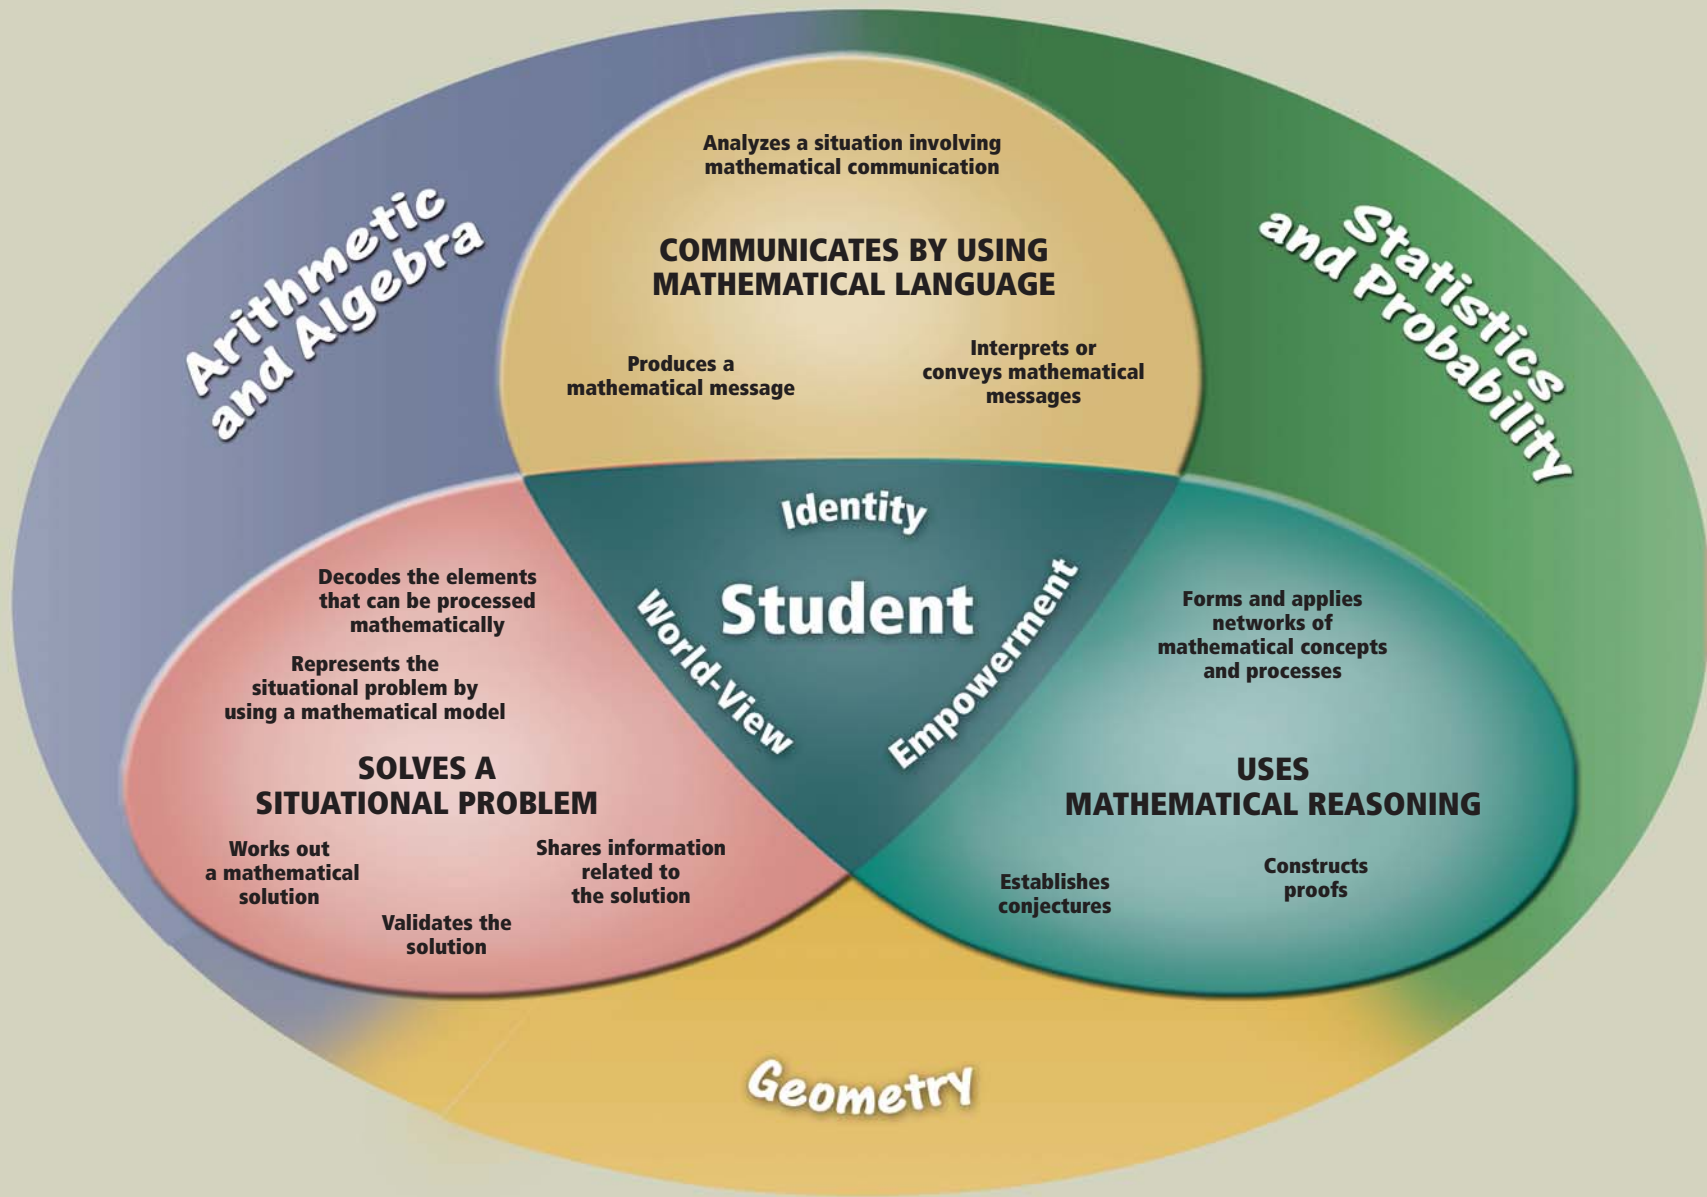 Arithmetic
and Algebra
Statistics
and Probability
Analyzes a situation involving
mathematical communication
COMMUNICATES BY USING
MATHEMATICAL LANGUAGE
Produces a
mathematical message
Interprets or
conveys mathematical
messages
Identity
Student
World-View
Empowerment
Decodes the elements
that can be processed
mathematically
Represents the
situational problem by
using a mathematical model
SOLVES A
SITUATIONAL PROBLEM
Works out
a mathematical
solution
Shares information
related to
the solution
Validates the
solution
Forms and applies
networks of
mathematical concepts
and processes
USES
MATHEMATICAL REASONING
Establishes
conjectures
Constructs
proofs
Geometry